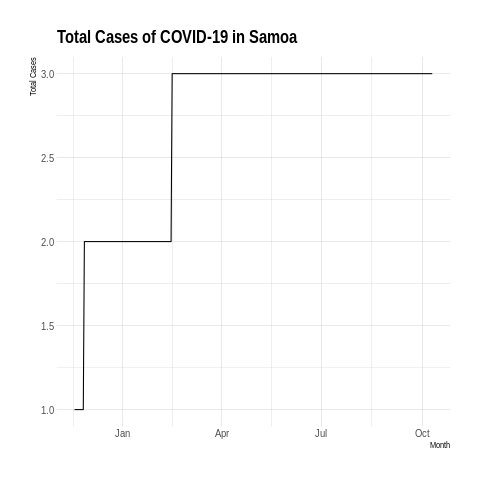 Total Cases of COVID-19 in Samoa
Total Cases
3.0
2.5
2.0
1.5
1.0
Jan Apr Jul Oct
Month